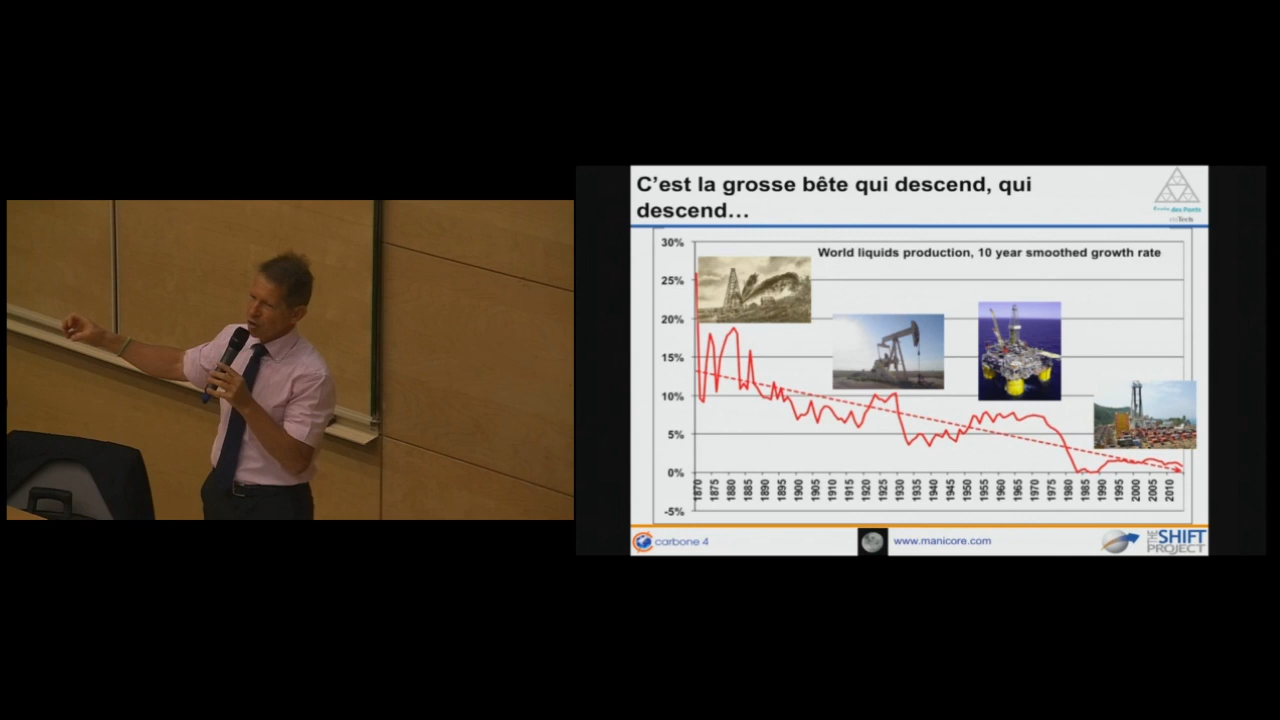 C'est la grosse bête qui descend, qui
descend…
des Ponts
World liquids production, 10 year smoothed growth rate
30%
25%
20%
15%
10%
5%
0%
-5%
1870 1875 1880 1885 1890 1895 1900 1905 1910 1915 1920 1925 1930 1935 1940 1945 1950 1955 1960 1965 1970 1975 1980 1985 1990 1995 2000 2005 2010
carbone 4
www.manicore.com
THE SHIFT
PROJECT